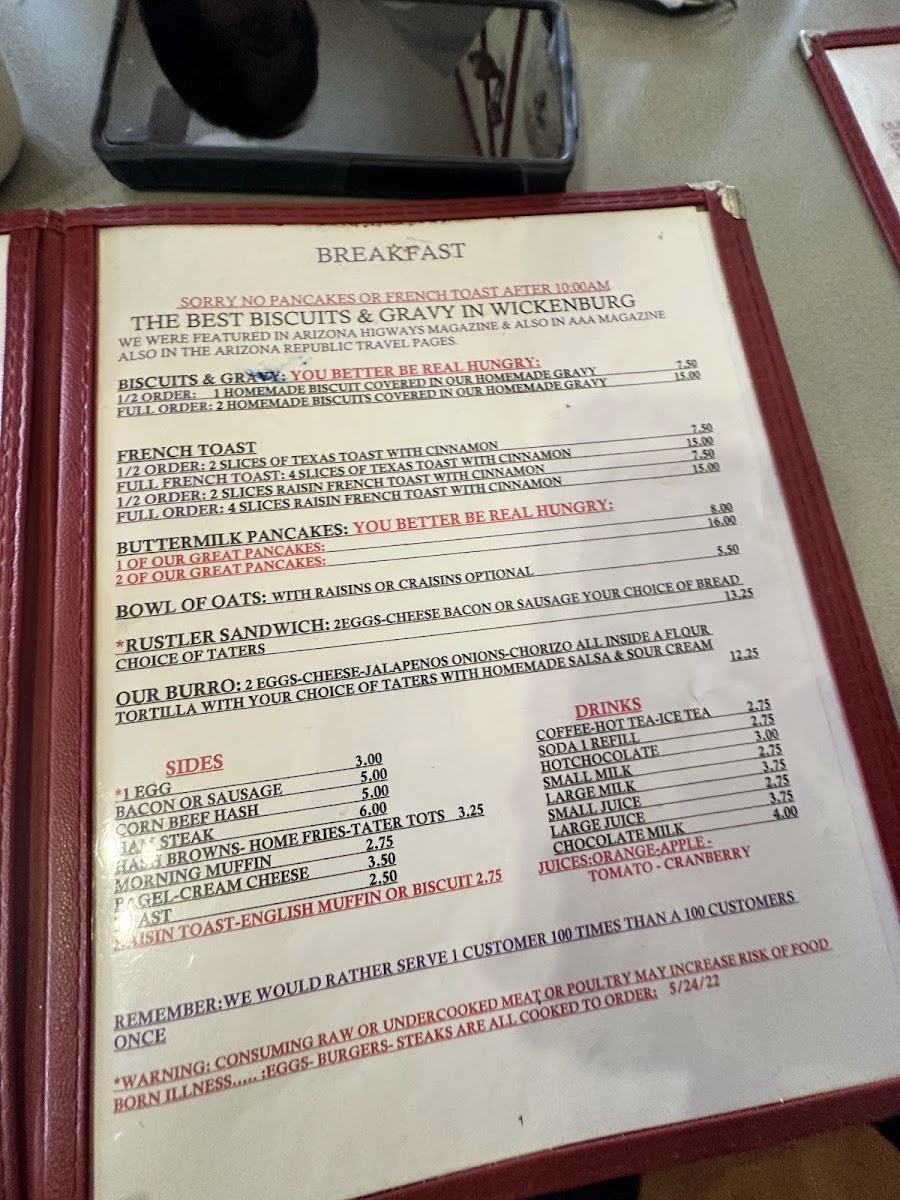 BREAKFAST
SORRY NO PANCAKES OR FRENCH TOAST AFTER 10:00AM
THE BEST BISCUITS & GRAVY IN WICKENBURG
WE WERE FEATURED IN ARIZONA HIGWAYS MAGAZINE & ALSO IN AAA MAGAZINE
ALSO IN THE ARIZONA REPUBLIC TRAVEL PAGES.
BISCUITS & GRAVY: YOU BETTER BE REAL HUNGRY:
1/2 ORDER: 1 HOMEMADE BISCUIT COVERED IN OUR HOMEMADE GRAVY 7.50
FULL ORDER: 2 HOMEMADE BISCUITS COVERED IN OUR HOMEMADE GRAVY 15.00
FRENCH TOAST
1/2 ORDER: 2 SLICES OF TEXAS TOAST WITH CINNAMON 7.50
FULL FRENCH TOAST: 4 SLICES OF TEXAS TOAST WITH CINNAMON 15.00
1/2 ORDER: 2 SLICES RAISIN FRENCH TOAST WITH CINNAMON 7.50
FULL ORDER: 4 SLICES RAISIN FRENCH TOAST WITH CINNAMON 15.00
BUTTERMILK PANCAKES: YOU BETTER BE REAL HUNGRY:
1 OF OUR GREAT PANCAKES: 8.00
2 OF OUR GREAT PANCAKES: 16.00
BOWL OF OATS: WITH RAISINS OR CRAISINS OPTIONAL 5.50
*RUSTLER SANDWICH: 2EGGS-CHEESE BACON OR SAUSAGE YOUR CHOICE OF BREAD
CHOICE OF TATERS 13.25
OUR BURRO: 2 EGGS-CHEESE-JALAPENOS ONIONS-CHORIZO ALL INSIDE A FLOUR
TORTILLA WITH YOUR CHOICE OF TATERS WITH HOMEMADE SALSA & SOUR CREAM 12.25
SIDES
*1 EGG 3.00
BACON OR SAUSAGE 5.00
CORN BEEF HASH 5.00
HAM STEAK 6.00
HASH BROWNS- HOME FRIES-TATER TOTS 3.25
MORNING MUFFIN 2.75
BAGEL-CREAM CHEESE 3.50
TOAST 2.50
RAISIN TOAST-ENGLISH MUFFIN OR BISCUIT 2.75
DRINKS
COFFEE-HOT TEA-ICE TEA 2.75
SODA 1 REFILL 2.75
HOTCHOCOLATE 3.00
SMALL MILK 2.75
LARGE MILK 3.75
SMALL JUICE 2.75
LARGE JUICE 3.75
CHOCOLATE MILK 4.00
JUICES:ORANGE-APPLE -
TOMATO - CRANBERRY
REMEMBER:WE WOULD RATHER SERVE 1 CUSTOMER 100 TIMES THAN A 100 CUSTOMERS
ONCE
*WARNING: CONSUMING RAW OR UNDERCOOKED MEAT OR POULTRY MAY INCREASE RISK OF FOOD
BORN ILLNESS..... :EGGS- BURGERS- STEAKS ARE ALL COOKED TO ORDER: 5/24/22